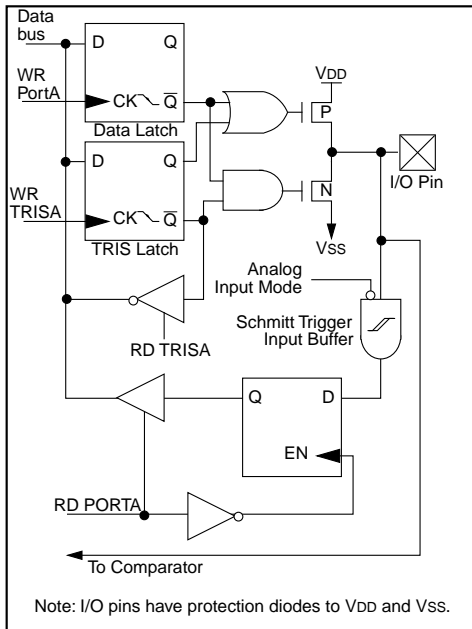 Data
bus
D Q
WR
PortA
CK Q
Data Latch
VDD
P
D Q
I/O Pin
WR
TRISA
CK Q
TRIS Latch
N
VSS
Analog
Input Mode
Schmitt Trigger
Input Buffer
RD TRISA
Q D
EN
RD PORTA
To Comparator
Note: I/O pins have protection diodes to VDD and VSS.